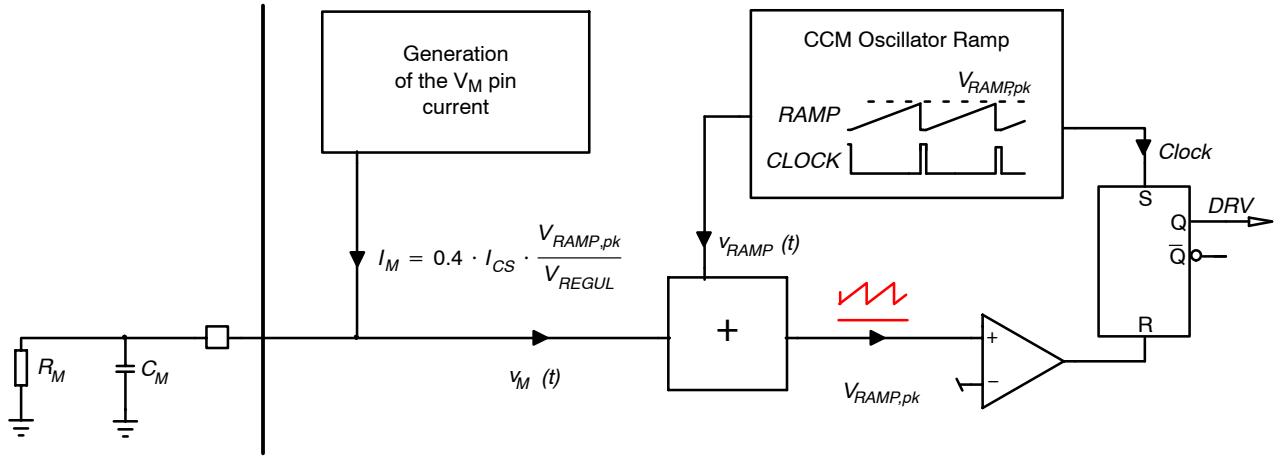 Generation
of the VM pin
current
CCM Oscillator Ramp
VRAMP,pk
RAMP
CLOCK
Clock
S
Q
DRV
Q̅
R
IM = 0.4 · ICS · VRAMP,pk / VREGUL
vRAMP (t)
+
+
−
RM
CM
vM (t)
VRAMP,pk